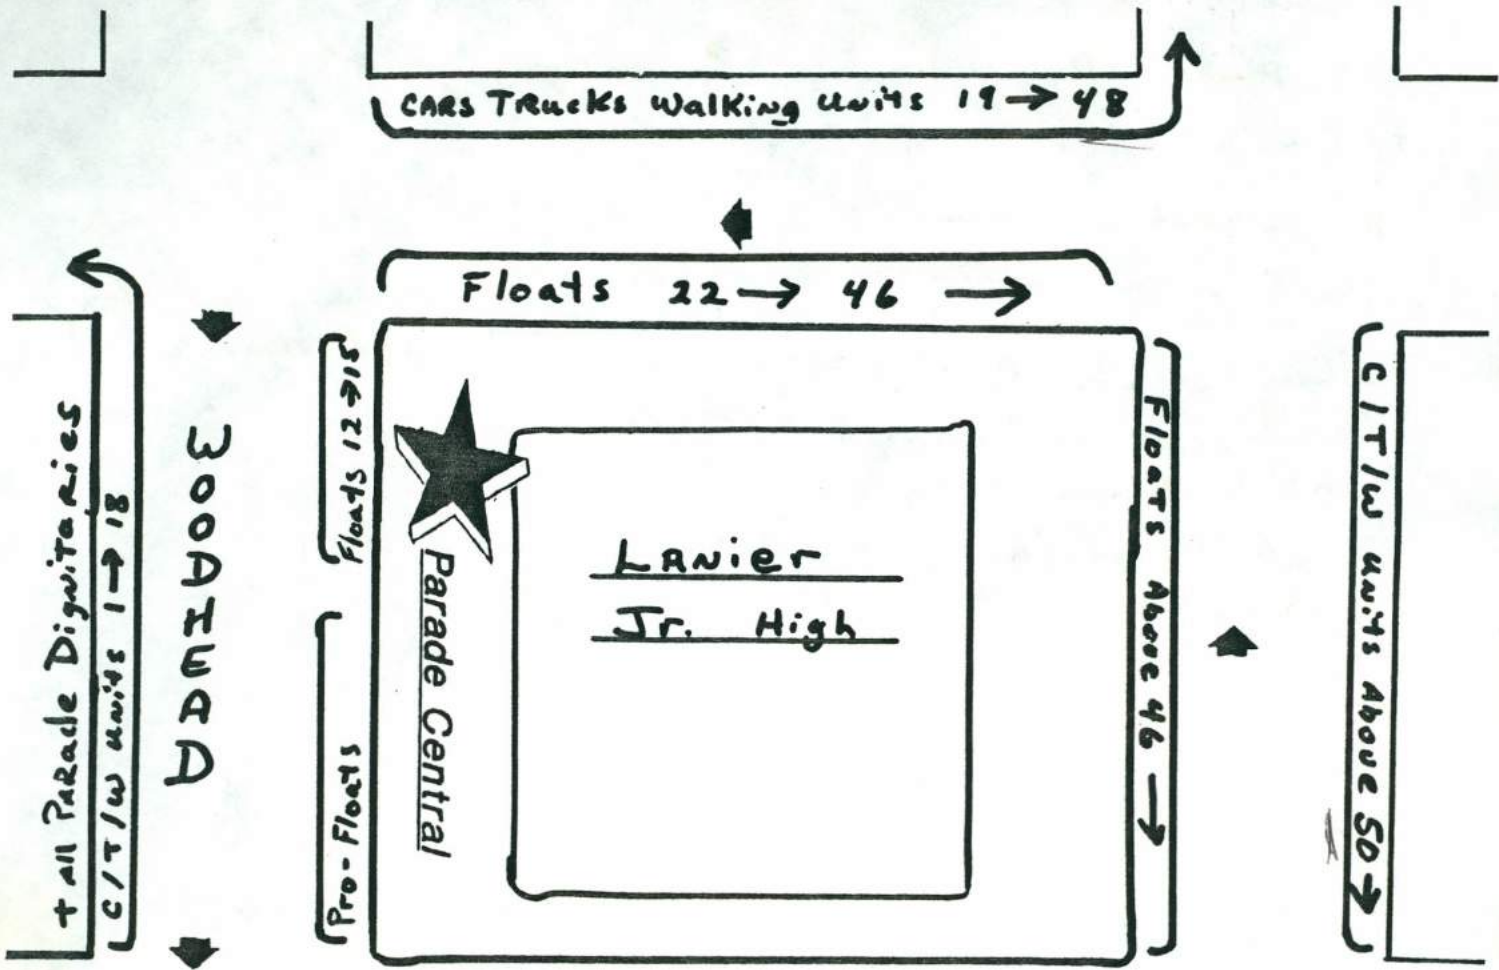 CARS TRucks Walking Units 19 → 48
Floats 22 → 46 →
+ All Parade Dignitaries
C/T/W units 1 → 18
WOODHEAD
Floats 12 → 15
Pro-Floats
Parade Central
Lanier
Jr. High
Floats Above 46 →
C/T/W units Above 50 →